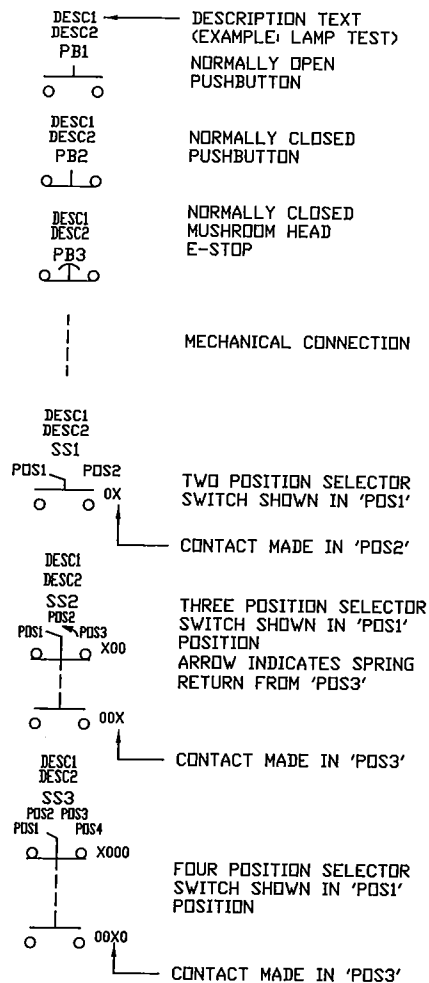 DESC1
DESC2
PB1
DESCRIPTION TEXT
(EXAMPLE: LAMP TEST)
NORMALLY OPEN
PUSHBUTTON
DESC1
DESC2
PB2
NORMALLY CLOSED
PUSHBUTTON
DESC1
DESC2
PB3
NORMALLY CLOSED
MUSHROOM HEAD
E-STOP
MECHANICAL CONNECTION
DESC1
DESC2
SS1
POS1 POS2
0X
TWO POSITION SELECTOR
SWITCH SHOWN IN 'POS1'
CONTACT MADE IN 'POS2'
DESC1
DESC2
SS2
POS2
POS1 POS3
X00
THREE POSITION SELECTOR
SWITCH SHOWN IN 'POS1'
POSITION
ARROW INDICATES SPRING
RETURN FROM 'POS3'
00X
CONTACT MADE IN 'POS3'
DESC1
DESC2
SS3
POS2 POS3
POS1 POS4
X000
FOUR POSITION SELECTOR
SWITCH SHOWN IN 'POS1'
POSITION
00X0
CONTACT MADE IN 'POS3'